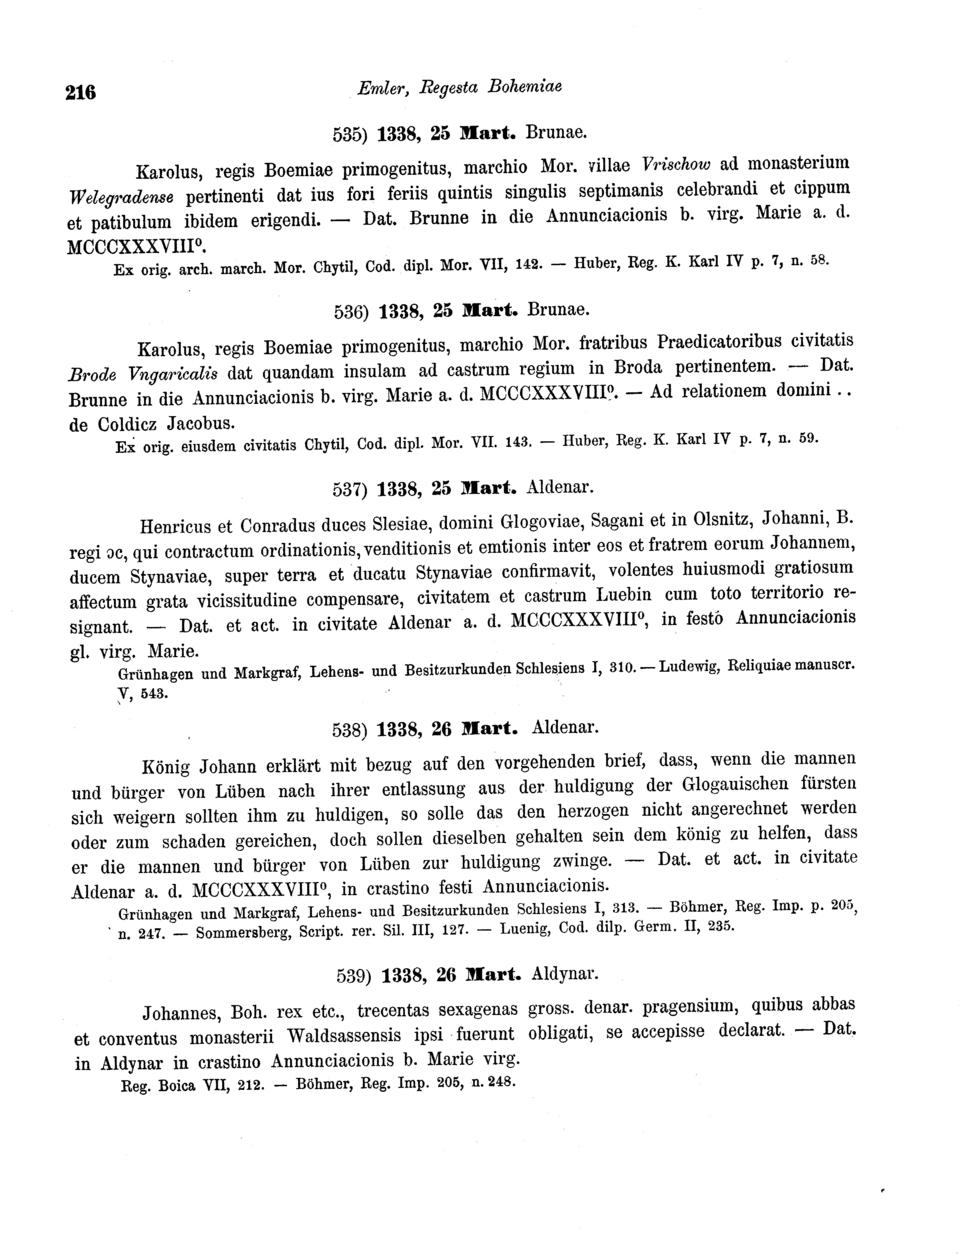 216
Emler, Regesta Bohemiae
535) 1338, 25 Mart. Brunae.
Karolus, regis Boemiae primogenitus, marchio Mor. villae Vrischow ad monasterium
Welegradense pertinenti dat ius fori feriis quintis singulis septimanis celebrandi et cippum
et patibulum ibidem erigendi. — Dat. Brunne in die Annunciacionis b. virg. Marie a. d.
MCCCXXXVIII⁰.
Ex orig. arch. march. Mor. Chytil, Cod. dipl. Mor. VII, 142. — Huber, Reg. K. Karl IV p. 7, n. 58.
536) 1338, 25 Mart. Brunae.
Karolus, regis Boemiae primogenitus, marchio Mor. fratribus Praedicatoribus civitatis
Brode Vngaricalis dat quandam insulam ad castrum regium in Broda pertinentem. — Dat.
Brunne in die Annunciacionis b. virg. Marie a. d. MCCCXXXVIII⁰. — Ad relationem domini . .
de Coldicz Jacobus.
Ex orig. eiusdem civitatis Chytil, Cod. dipl. Mor. VII. 143. — Huber, Reg. K. Karl IV p. 7, n. 59.
537) 1338, 25 Mart. Aldenar.
Henricus et Conradus duces Slesiae, domini Glogoviae, Sagani et in Olsnitz, Johanni, B.
regi oc, qui contractum ordinationis, venditionis et emtionis inter eos et fratrem eorum Johannem,
ducem Stynaviae, super terra et ducatu Stynaviae confirmavit, volentes huiusmodi gratiosum
affectum grata vicissitudine compensare, civitatem et castrum Luebin cum toto territorio re-
signant. — Dat. et act. in civitate Aldenar a. d. MCCCXXXVIII⁰, in festo Annunciacionis
gl. virg. Marie.
Grünhagen und Markgraf, Lehens- und Besitzurkunden Schlesiens I, 310. — Ludewig, Reliquiae manuscr.
V, 543.
538) 1338, 26 Mart. Aldenar.
König Johann erklärt mit bezug auf den vorgehenden brief, dass, wenn die mannen
und bürger von Lüben nach ihrer entlassung aus der huldigung der Glogauischen fürsten
sich weigern sollten ihm zu huldigen, so solle das den herzogen nicht angerechnet werden
oder zum schaden gereichen, doch sollen dieselben gehalten sein dem könig zu helfen, dass
er die mannen und bürger von Lüben zur huldigung zwinge. — Dat. et act. in civitate
Aldenar a. d. MCCCXXXVIII⁰, in crastino festi Annunciacionis.
Grünhagen und Markgraf, Lehens- und Besitzurkunden Schlesiens I, 313. — Böhmer, Reg. Imp. p. 205,
n. 247. — Sommersberg, Script. rer. Sil. III, 127. — Luenig, Cod. dilp. Germ. II, 235.
539) 1338, 26 Mart. Aldynar.
Johannes, Boh. rex etc., trecentas sexagenas gross. denar. pragensium, quibus abbas
et conventus monasterii Waldsassensis ipsi fuerunt obligati, se accepisse declarat. — Dat.
in Aldynar in crastino Annunciacionis b. Marie virg.
Reg. Boica VII, 212. — Böhmer, Reg. Imp. 205, n. 248.